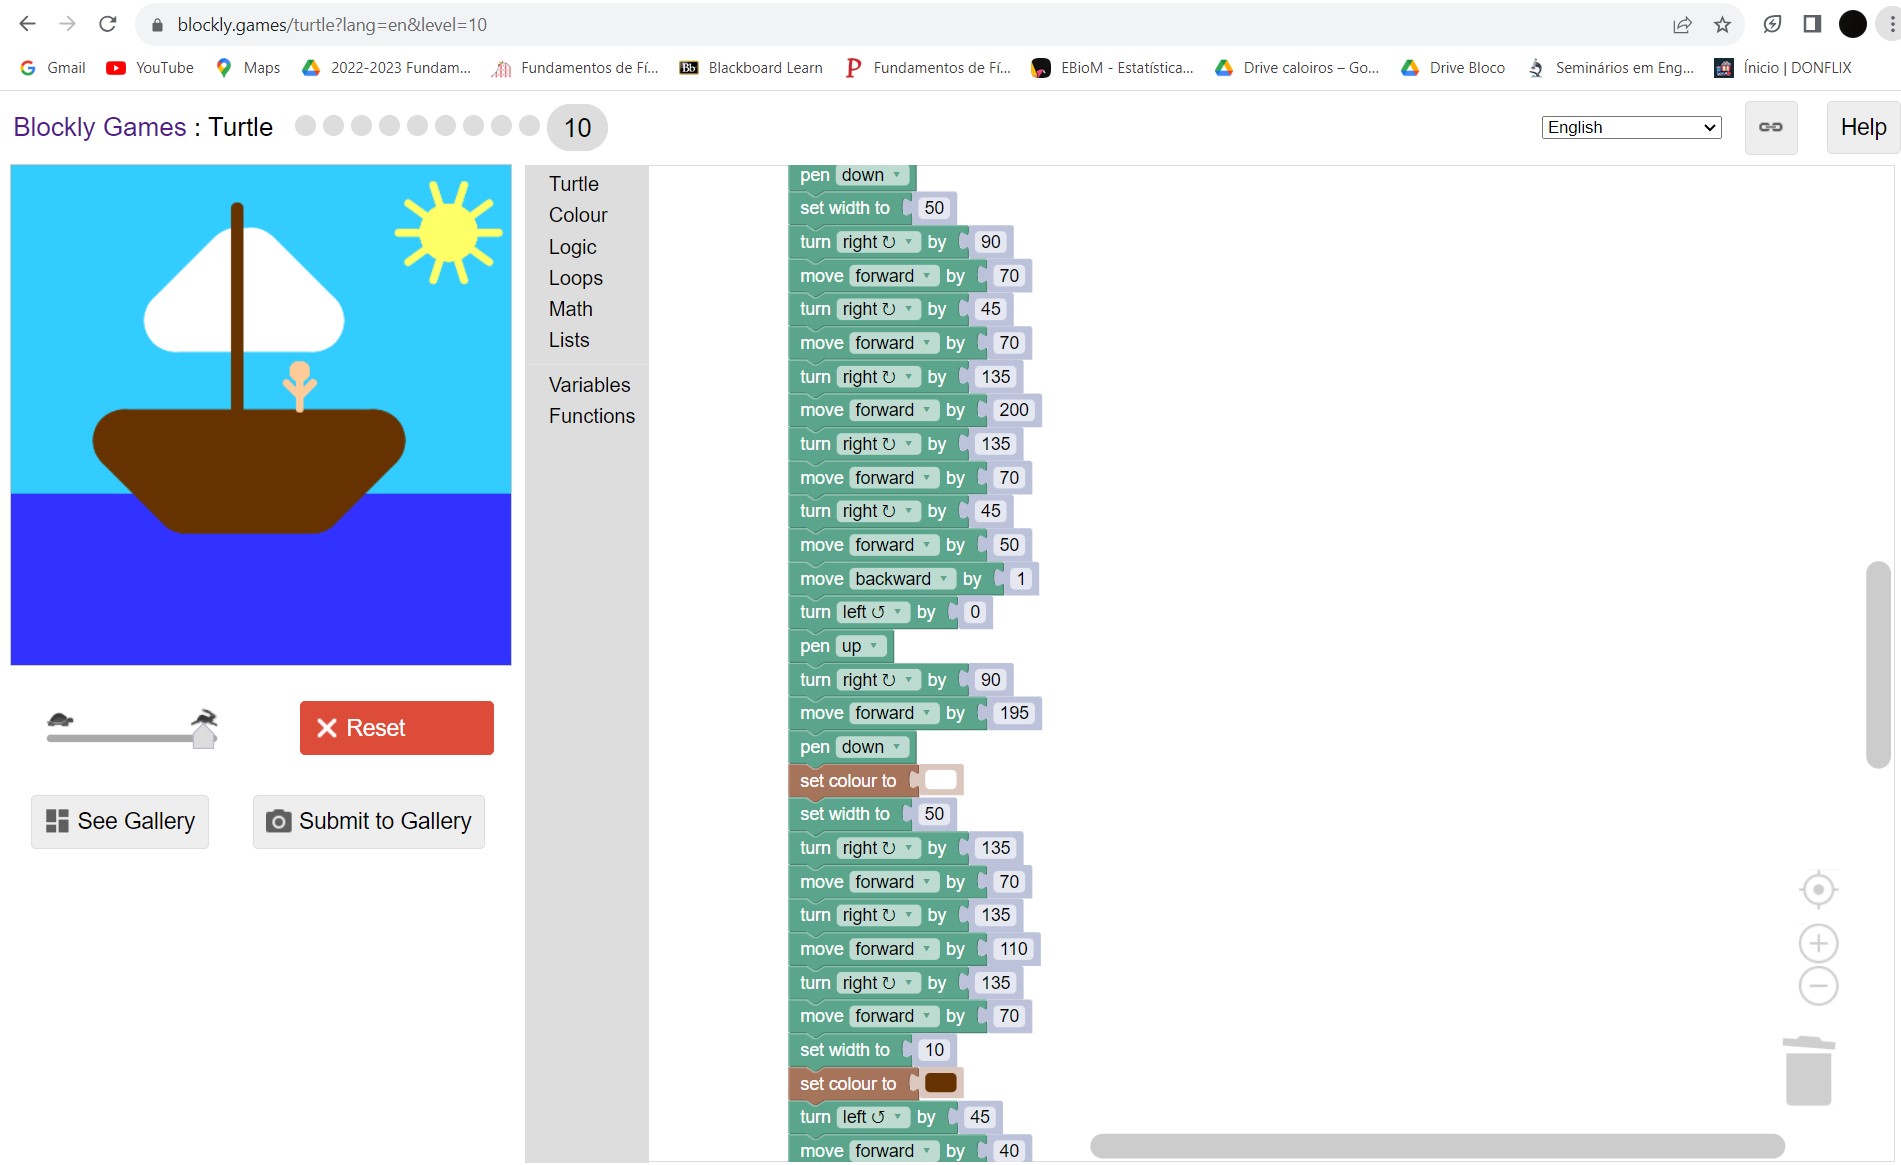 blockly.games/turtle?lang=en&level=10
Gmail YouTube Maps 2022-2023 Fundam... Fundamentos de Fí... Bb Blackboard Learn P Fundamentos de Fí... EBioM - Estatística... Drive caloiros – Go... Drive Bloco Seminários em Eng... Ínicio | DONFLIX
Blockly Games : Turtle 10 English Help
Turtle
Colour
Logic
Loops
Math
Lists
Variables
Functions
pen down
set width to 50
turn right ↻ by 90
move forward by 70
turn right ↻ by 45
move forward by 70
turn right ↻ by 135
move forward by 200
turn right ↻ by 135
move forward by 70
turn right ↻ by 45
move forward by 50
move backward by 1
turn left ↺ by 0
pen up
turn right ↻ by 90
move forward by 195
pen down
set colour to
set width to 50
turn right ↻ by 135
move forward by 70
turn right ↻ by 135
move forward by 110
turn right ↻ by 135
move forward by 70
set width to 10
set colour to
turn left ↺ by 45
move forward by 40
Reset
See Gallery
Submit to Gallery